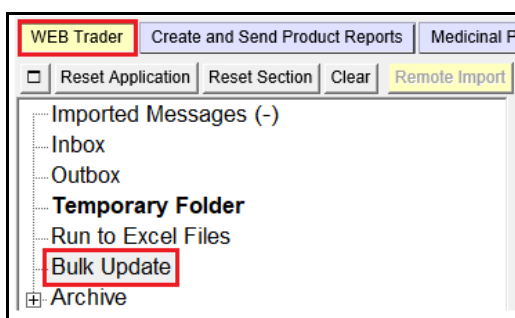 WEB Trader Create and Send Product Reports Medicinal P
Reset Application Reset Section Clear Remote Import
Imported Messages (-)
Inbox
Outbox
Temporary Folder
Run to Excel Files
Bulk Update
Archive